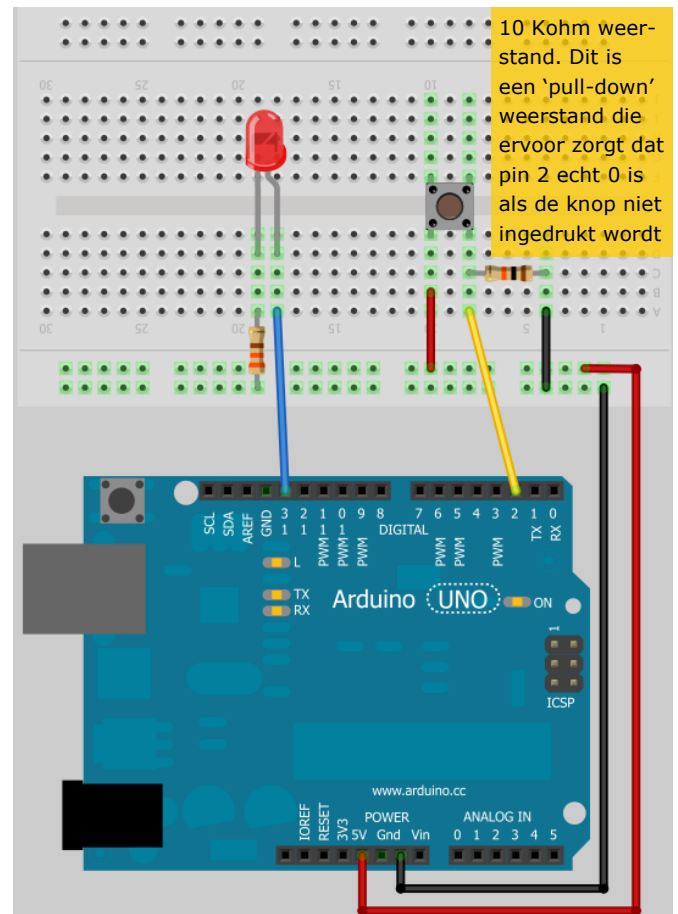 10 Kohm weer-
stand. Dit is
een ‘pull-down’
weerstand die
ervoor zorgt dat
pin 2 echt 0 is
als de knop niet
ingedrukt wordt
30 25 20 15 10
30 25 20 15 5 1
A
B
C
SCL SDA AREF GND 13 12 PWM 11 PWM 10 PWM 9 8
7 PWM 6 PWM 5 4 PWM 3 2 TX 1 RX 0
DIGITAL
L
TX
RX
Arduino UNO ON
1
ICSP
www.arduino.cc
POWER ANALOG IN
IOREF RESET 3V3 5V Gnd Vin 0 1 2 3 4 5